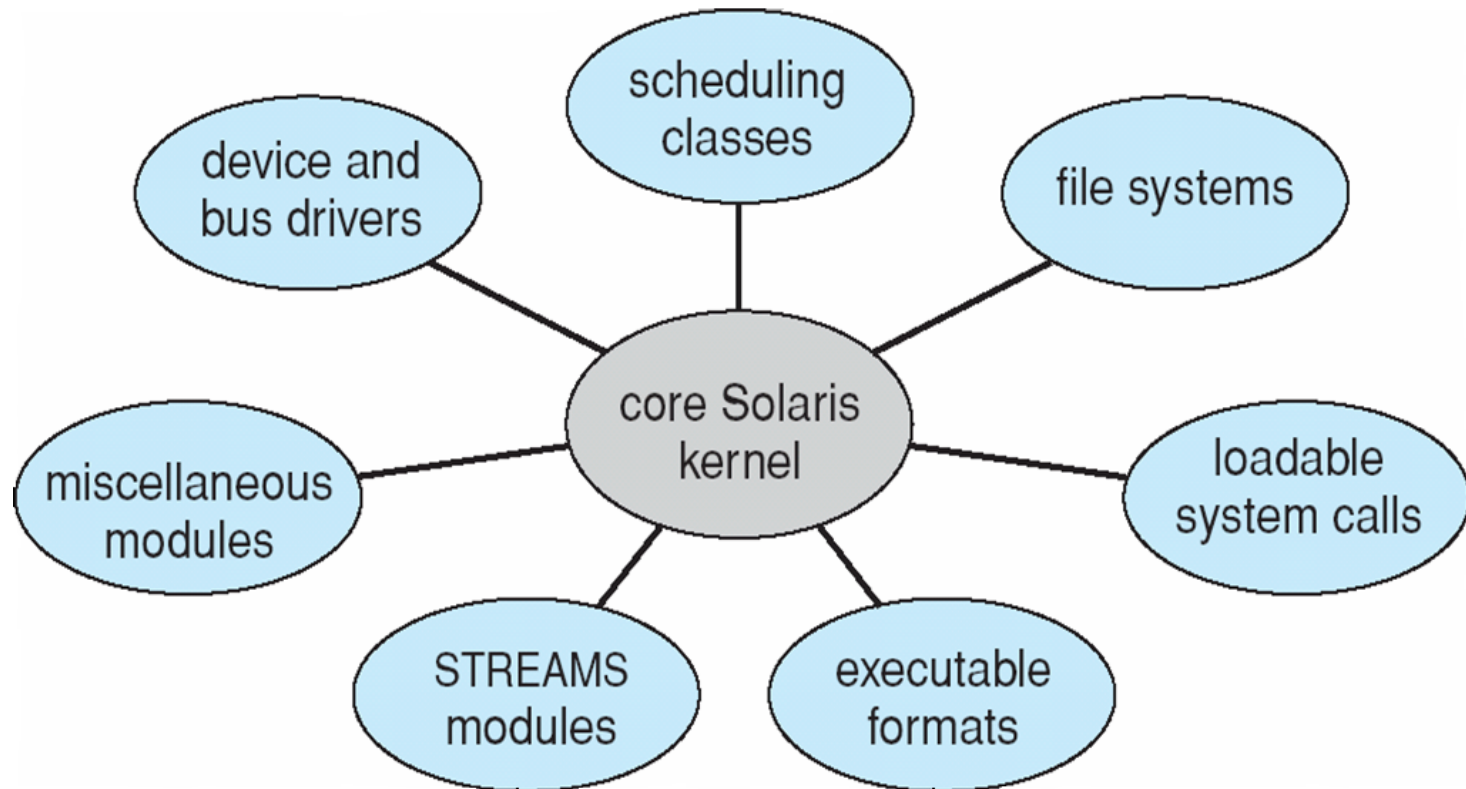 scheduling
classes
device and
bus drivers
file systems
core Solaris
kernel
loadable
system calls
miscellaneous
modules
STREAMS
modules
executable
formats